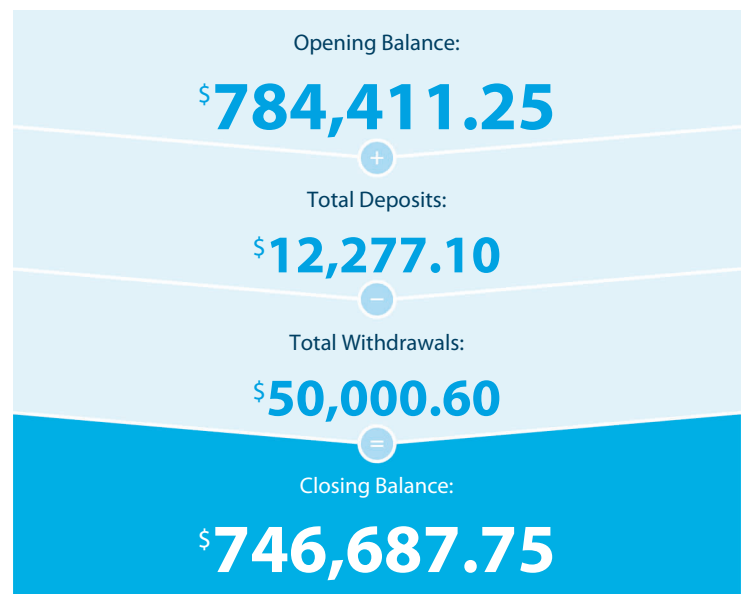 Opening Balance:
$784,411.25
+
Total Deposits:
$12,277.10
−
Total Withdrawals:
$50,000.60
=
Closing Balance:
$746,687.75